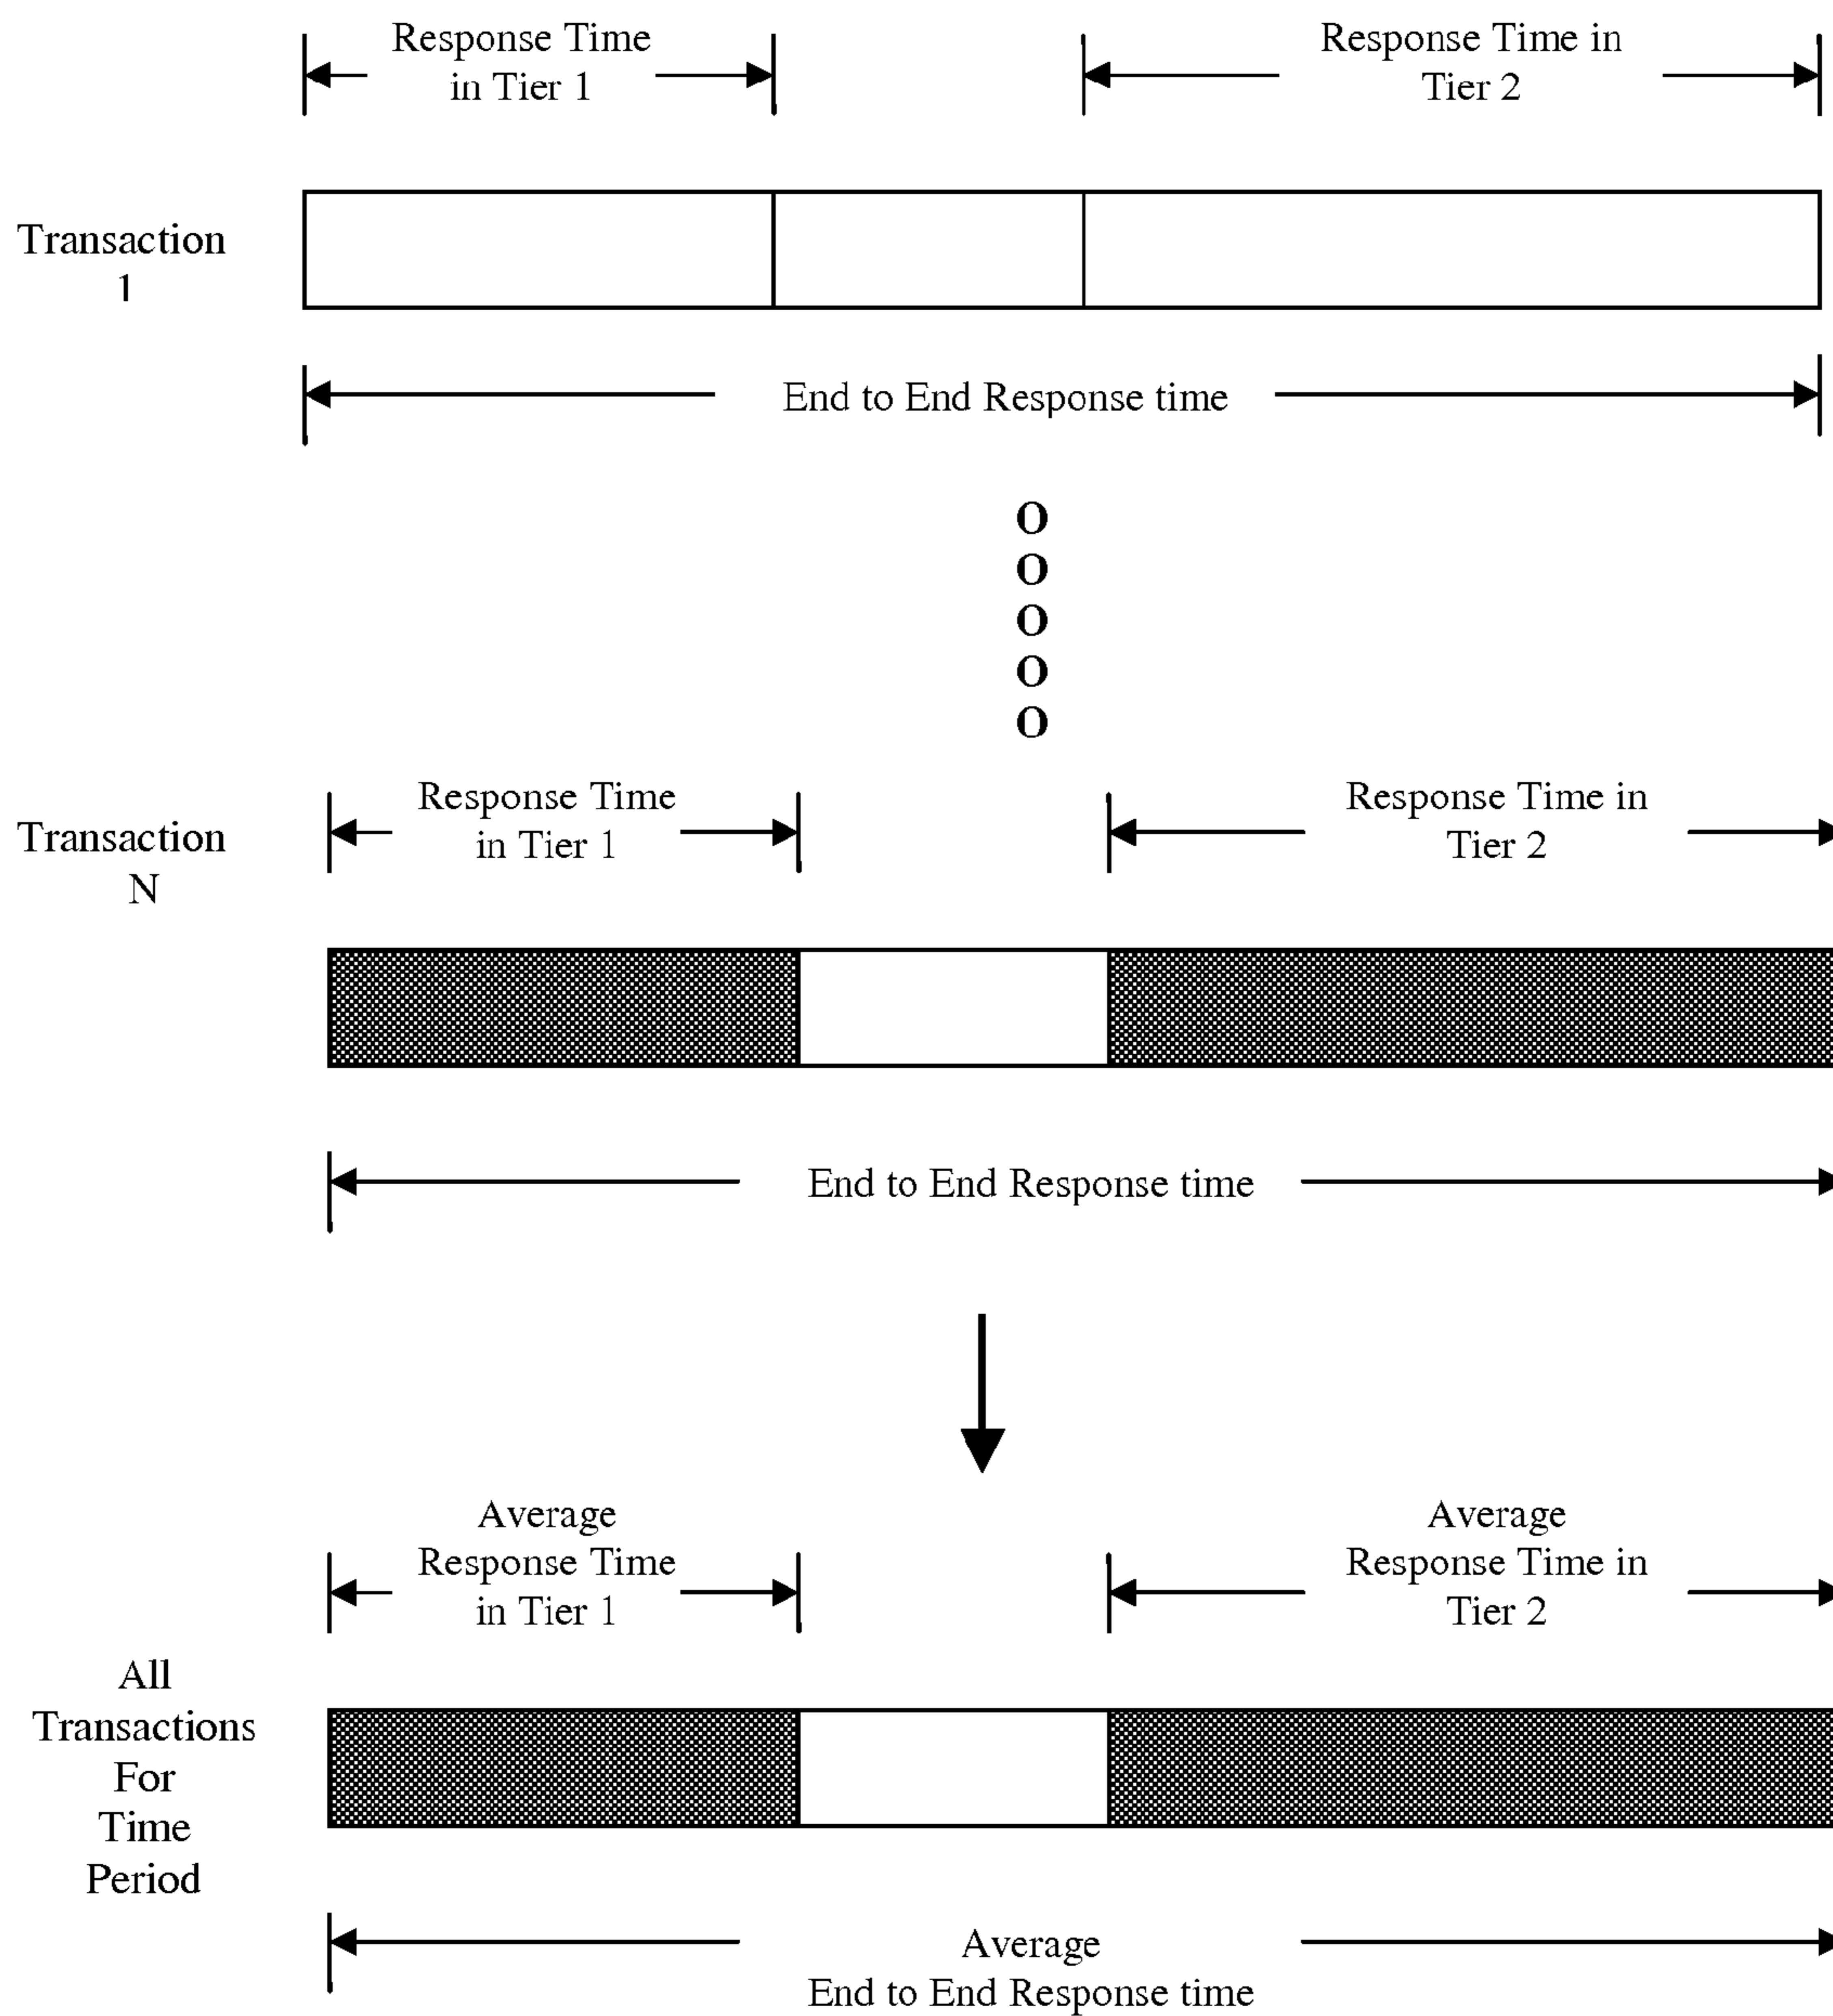 Response Time
in Tier 1
Response Time in
Tier 2
Transaction
1
End to End Response time
O
O
O
O
O
Transaction
N
Response Time
in Tier 1
Response Time in
Tier 2
End to End Response time
Average
Response Time
in Tier 1
Average
Response Time in
Tier 2
All
Transactions
For
Time
Period
Average
End to End Response time